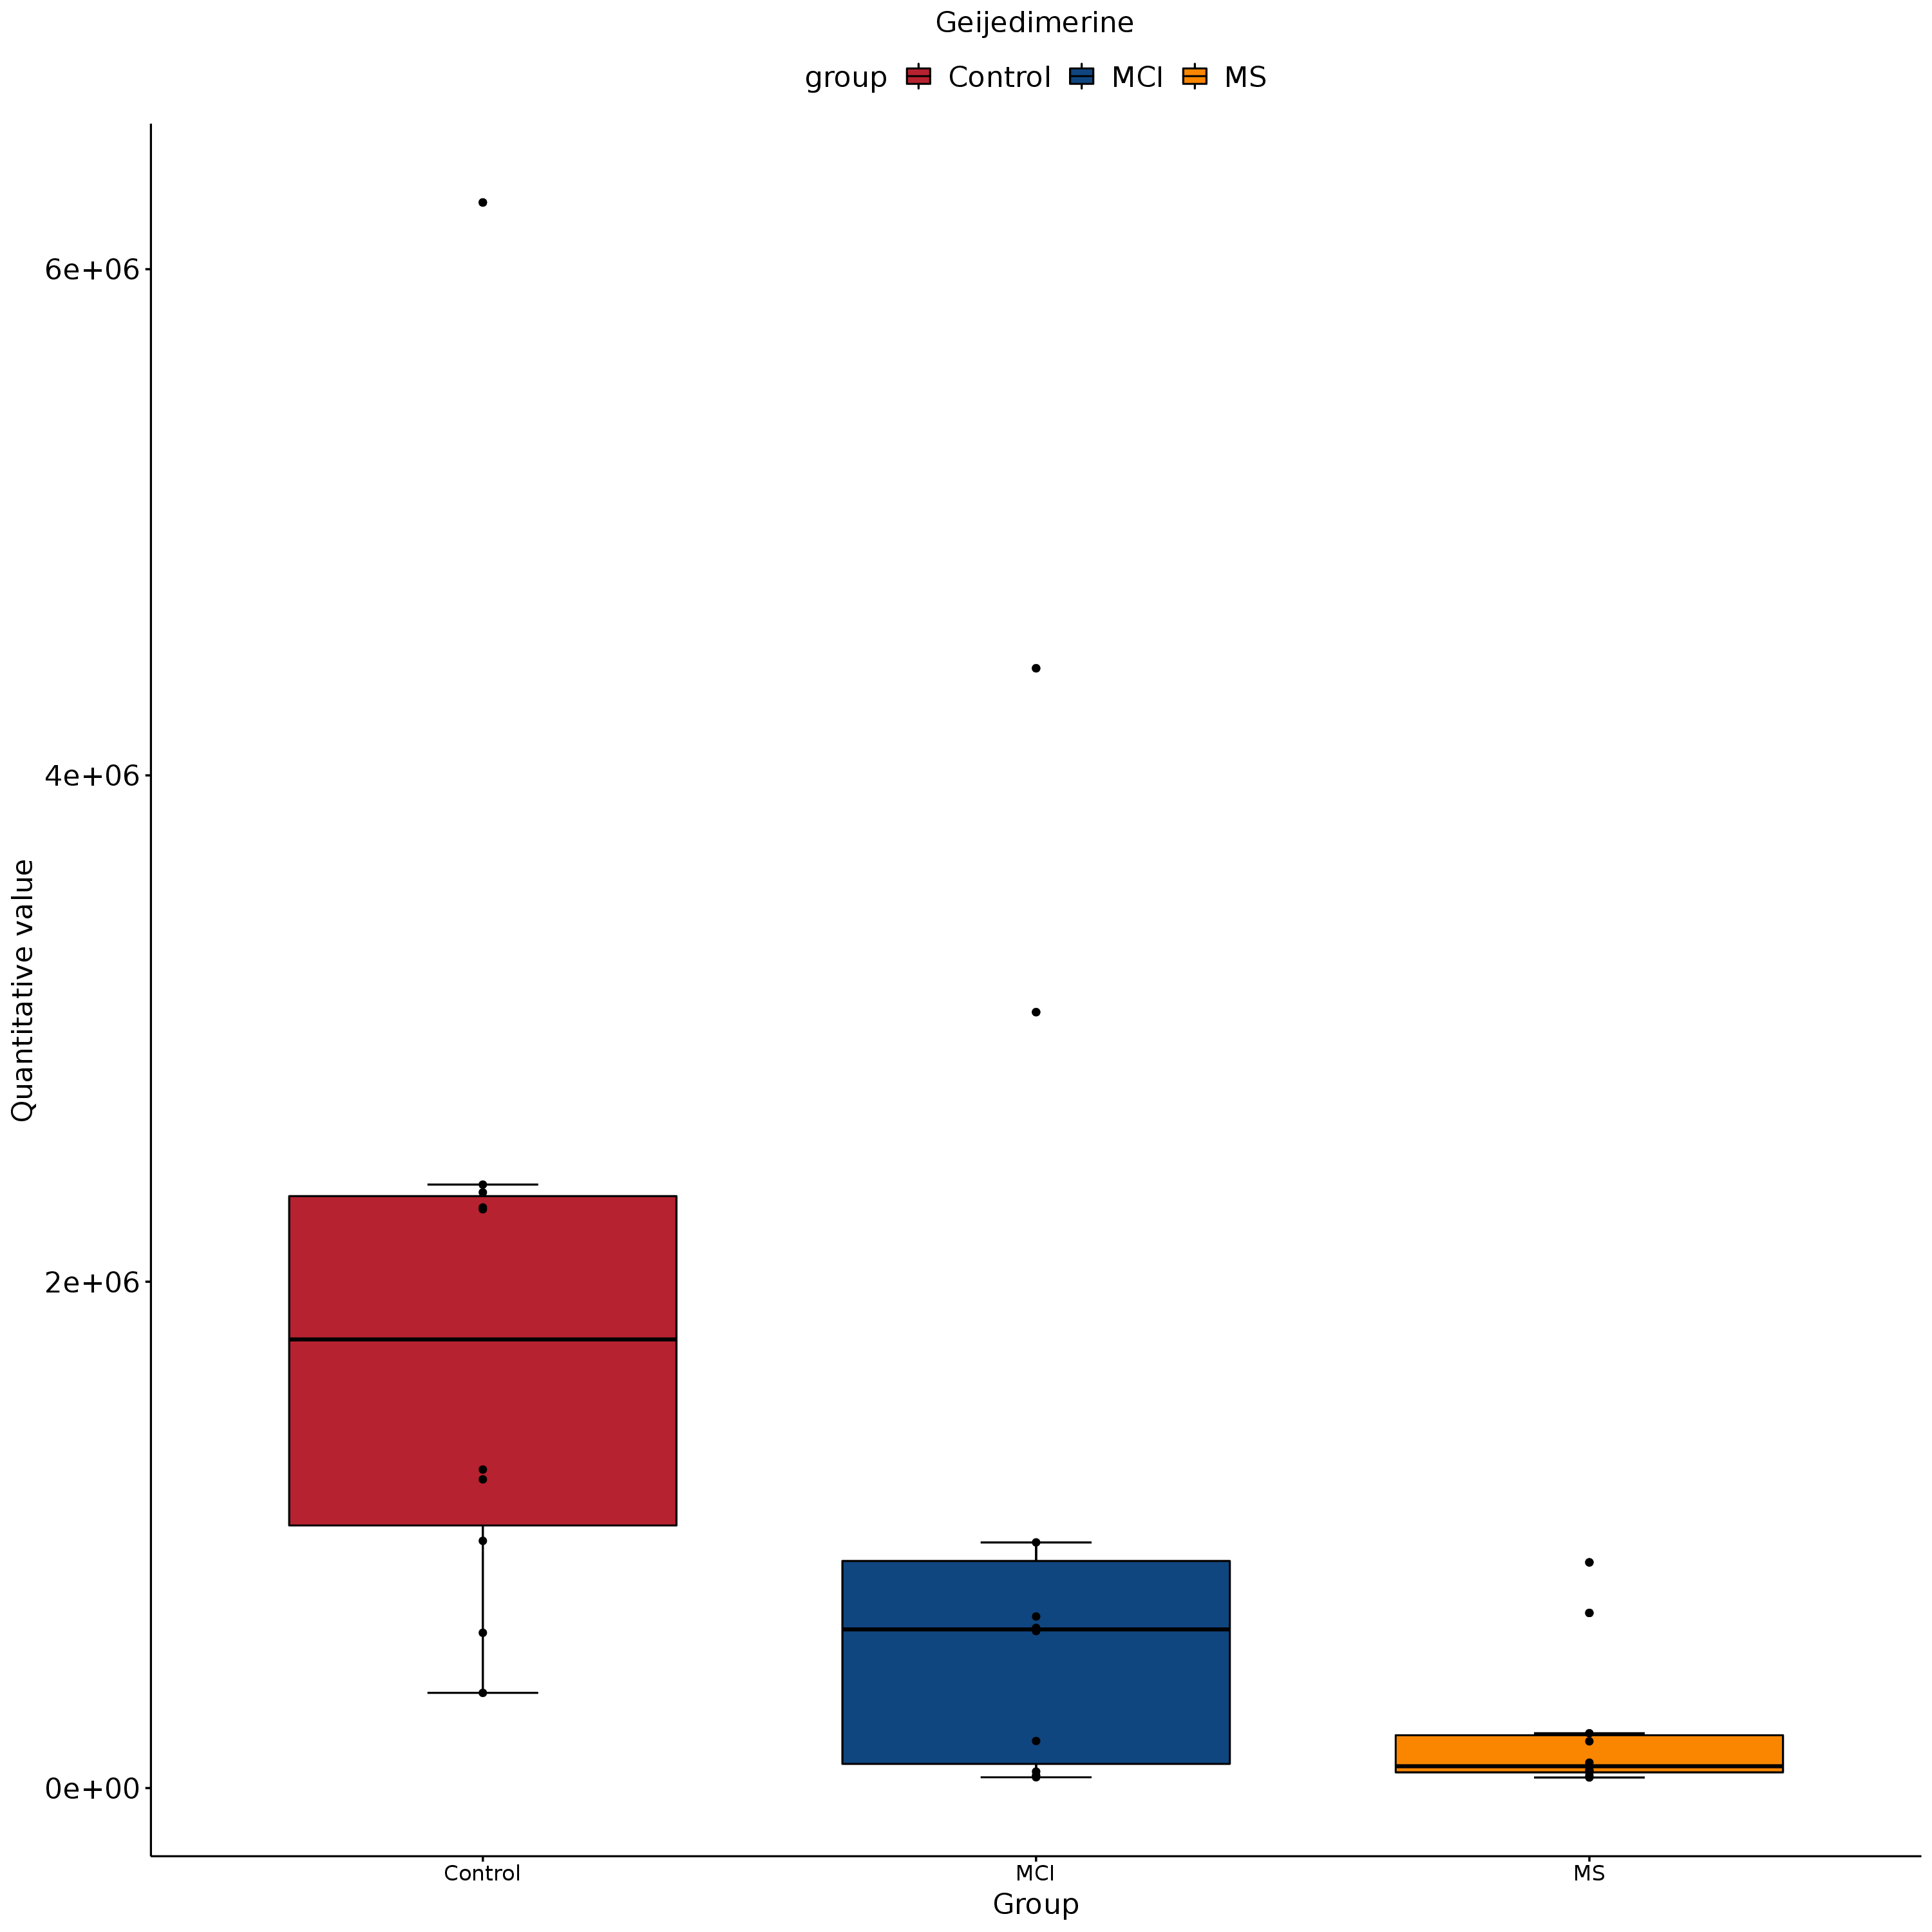 Geijedimerine
group Control MCI MS
6e+06
4e+06
2e+06
0e+00
Quantitative value
Control MCI MS
Group